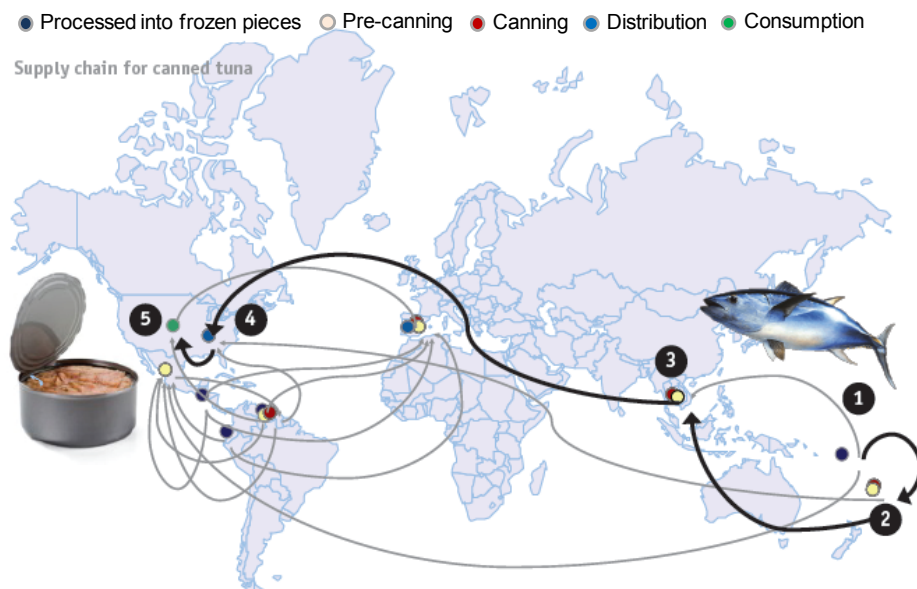 Processed into frozen pieces Pre-canning Canning Distribution Consumption
Supply chain for canned tuna
5
4
3
1
2